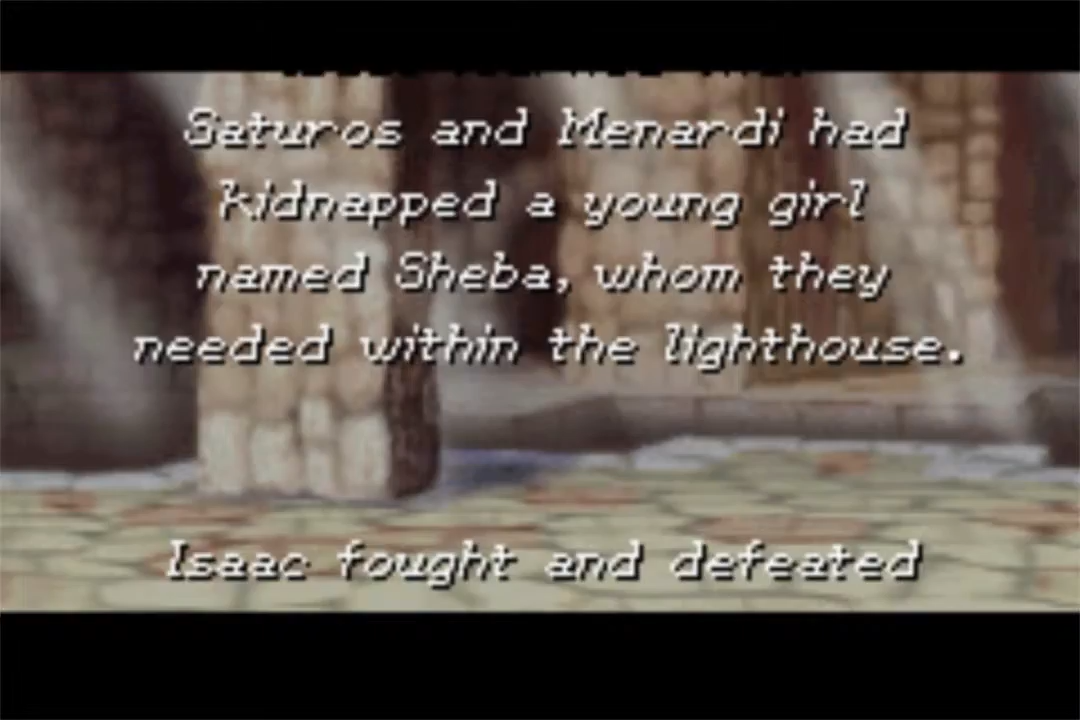 Saturos and Menardi had
kidnapped a young girl
named Sheba, whom they
needed within the lighthouse.
Isaac fought and defeated